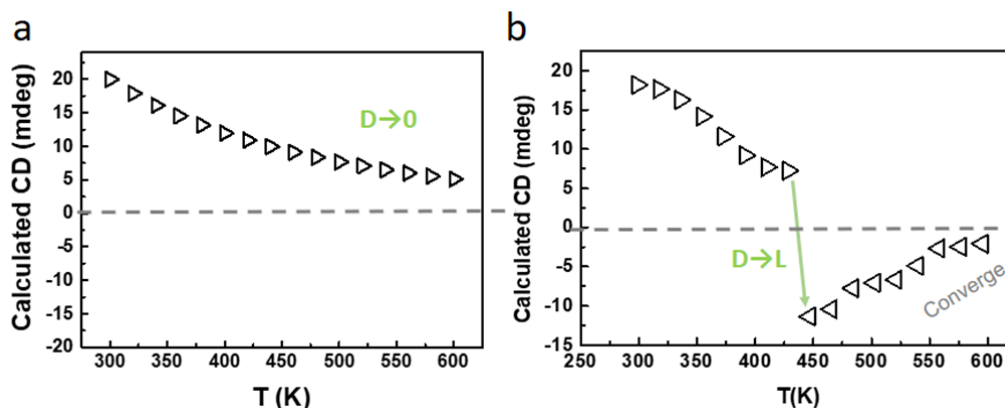 a
Calculated CD (mdeg)
20
15
10
5
0
-5
-10
-15
-20
D→0
300 350 400 450 500 550 600
T (K)
b
Calculated CD (mdeg)
20
15
10
5
0
-5
-10
-15
D→L
Converge
250 300 350 400 450 500 550 600
T(K)